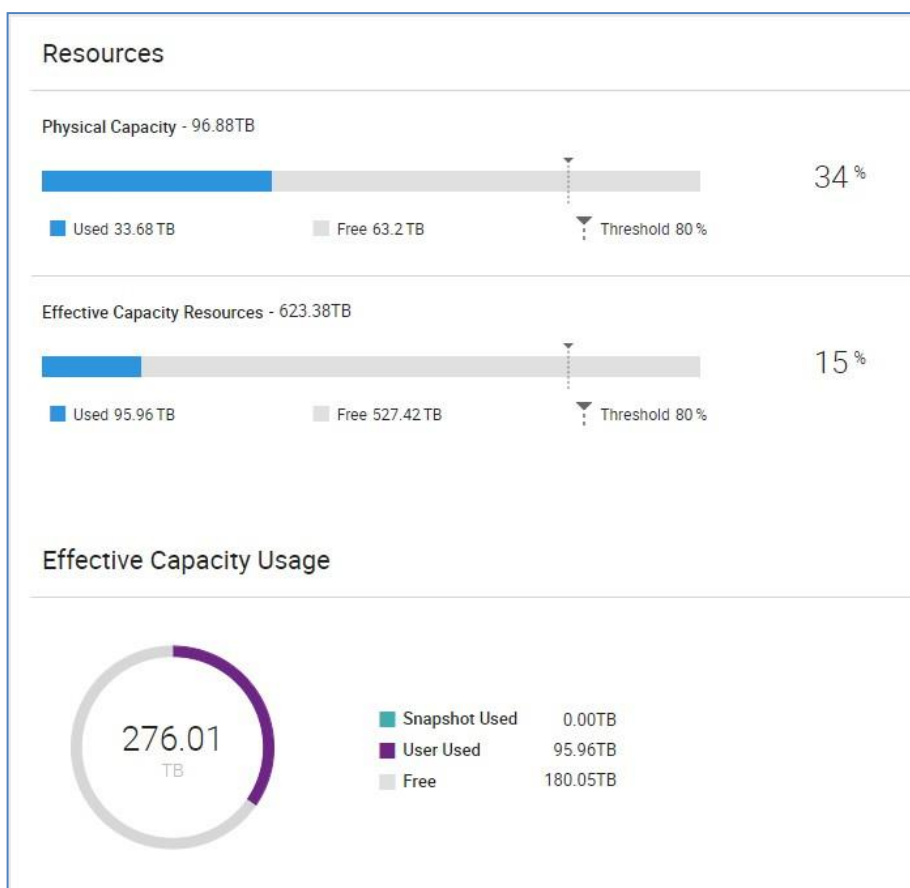 Resources
Physical Capacity - 96.88TB
34 %
Used 33.68 TB Free 63.2 TB Threshold 80 %
Effective Capacity Resources - 623.38TB
15 %
Used 95.96 TB Free 527.42 TB Threshold 80 %
Effective Capacity Usage
276.01
TB
Snapshot Used 0.00TB
User Used 95.96TB
Free 180.05TB